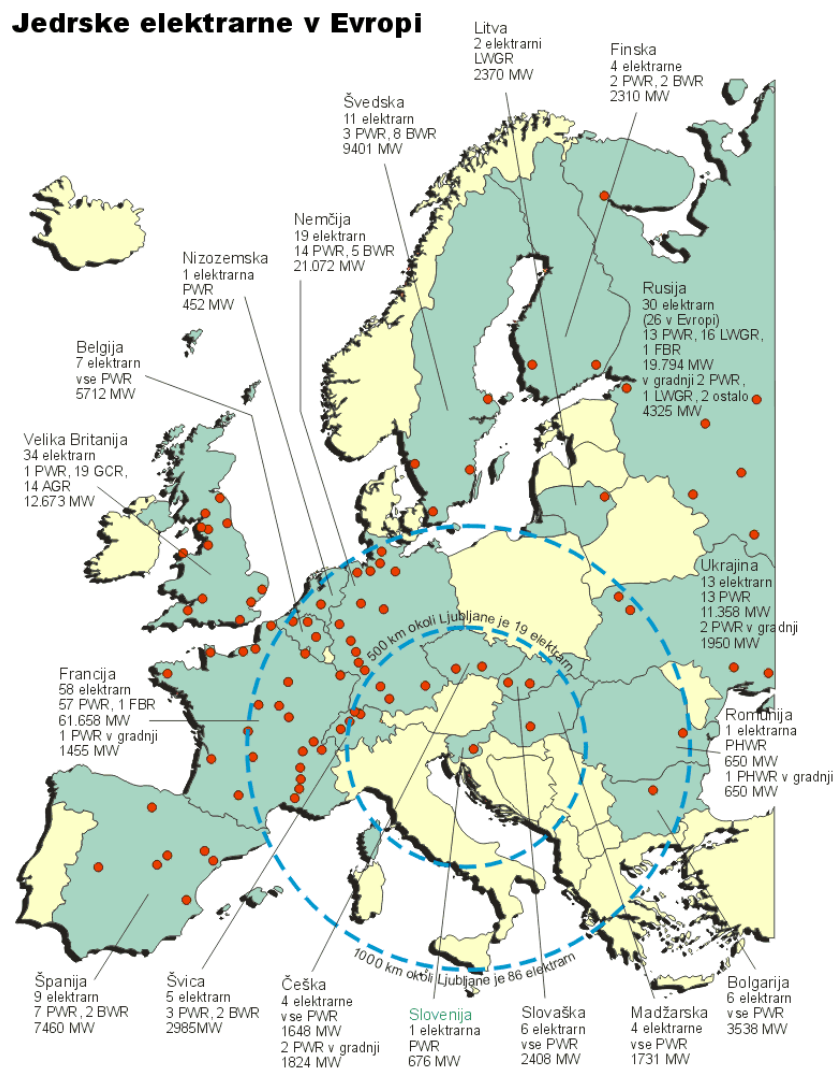 Jedrske elektrarne v Evropi
Litva
2 elektrarni
LWGR
2370 MW
Finska
4 elektrarne
2 PWR, 2 BWR
2310 MW
Švedska
11 elektrarn
3 PWR, 8 BWR
9401 MW
Nemčija
19 elektrarn
14 PWR, 5 BWR
21.072 MW
Nizozemska
1 elektrarna
PWR
452 MW
Rusija
30 elektrarn
(26 v Evropi)
13 PWR, 16 LWGR,
1 FBR
19.794 MW
v gradnji 2 PWR,
1 LWGR, 2 ostalo
4325 MW
Belgija
7 elektrarn
vse PWR
5712 MW
Velika Britanija
34 elektrarn
1 PWR, 19 GCR,
14 AGR
12.673 MW
Ukrajina
13 elektrarn
13 PWR
11.358 MW
2 PWR v gradnji
1950 MW
500 km okoli Ljubljane je 19 elektrarn
Francija
58 elektrarn
57 PWR, 1 FBR
61.658 MW
1 PWR v gradnji
1455 MW
Romunija
1 elektrarna
PHWR
650 MW
1 PHWR v gradnji
650 MW
1000 km okoli Ljubljane je 86 elektrarn
Španija
9 elektrarn
7 PWR, 2 BWR
7460 MW
Švica
5 elektrarn
3 PWR, 2 BWR
2985MW
Češka
4 elektrarne
vse PWR
1648 MW
2 PWR v gradnji
1824 MW
Slovenija
1 elektrarna
PWR
676 MW
Slovaška
6 elektrarn
vse PWR
2408 MW
Madžarska
4 elektrarne
vse PWR
1731 MW
Bolgarija
6 elektrarn
vse PWR
3538 MW